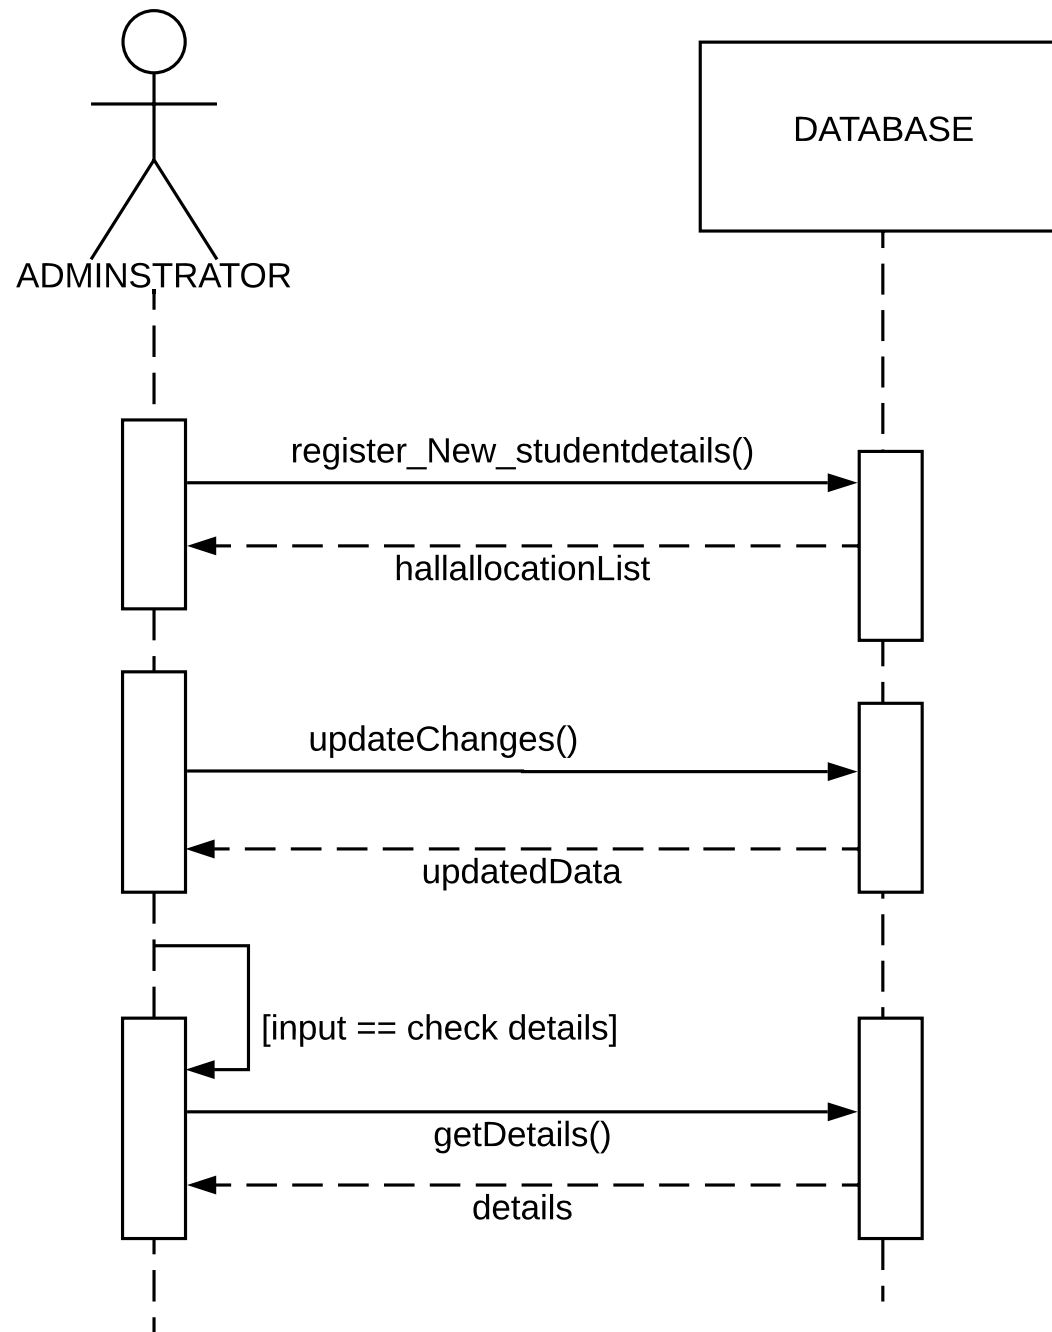 DATABASE
ADMINSTRATOR
register_New_studentdetails()
hallallocationList
updateChanges()
updatedData
[input == check details]
getDetails()
details